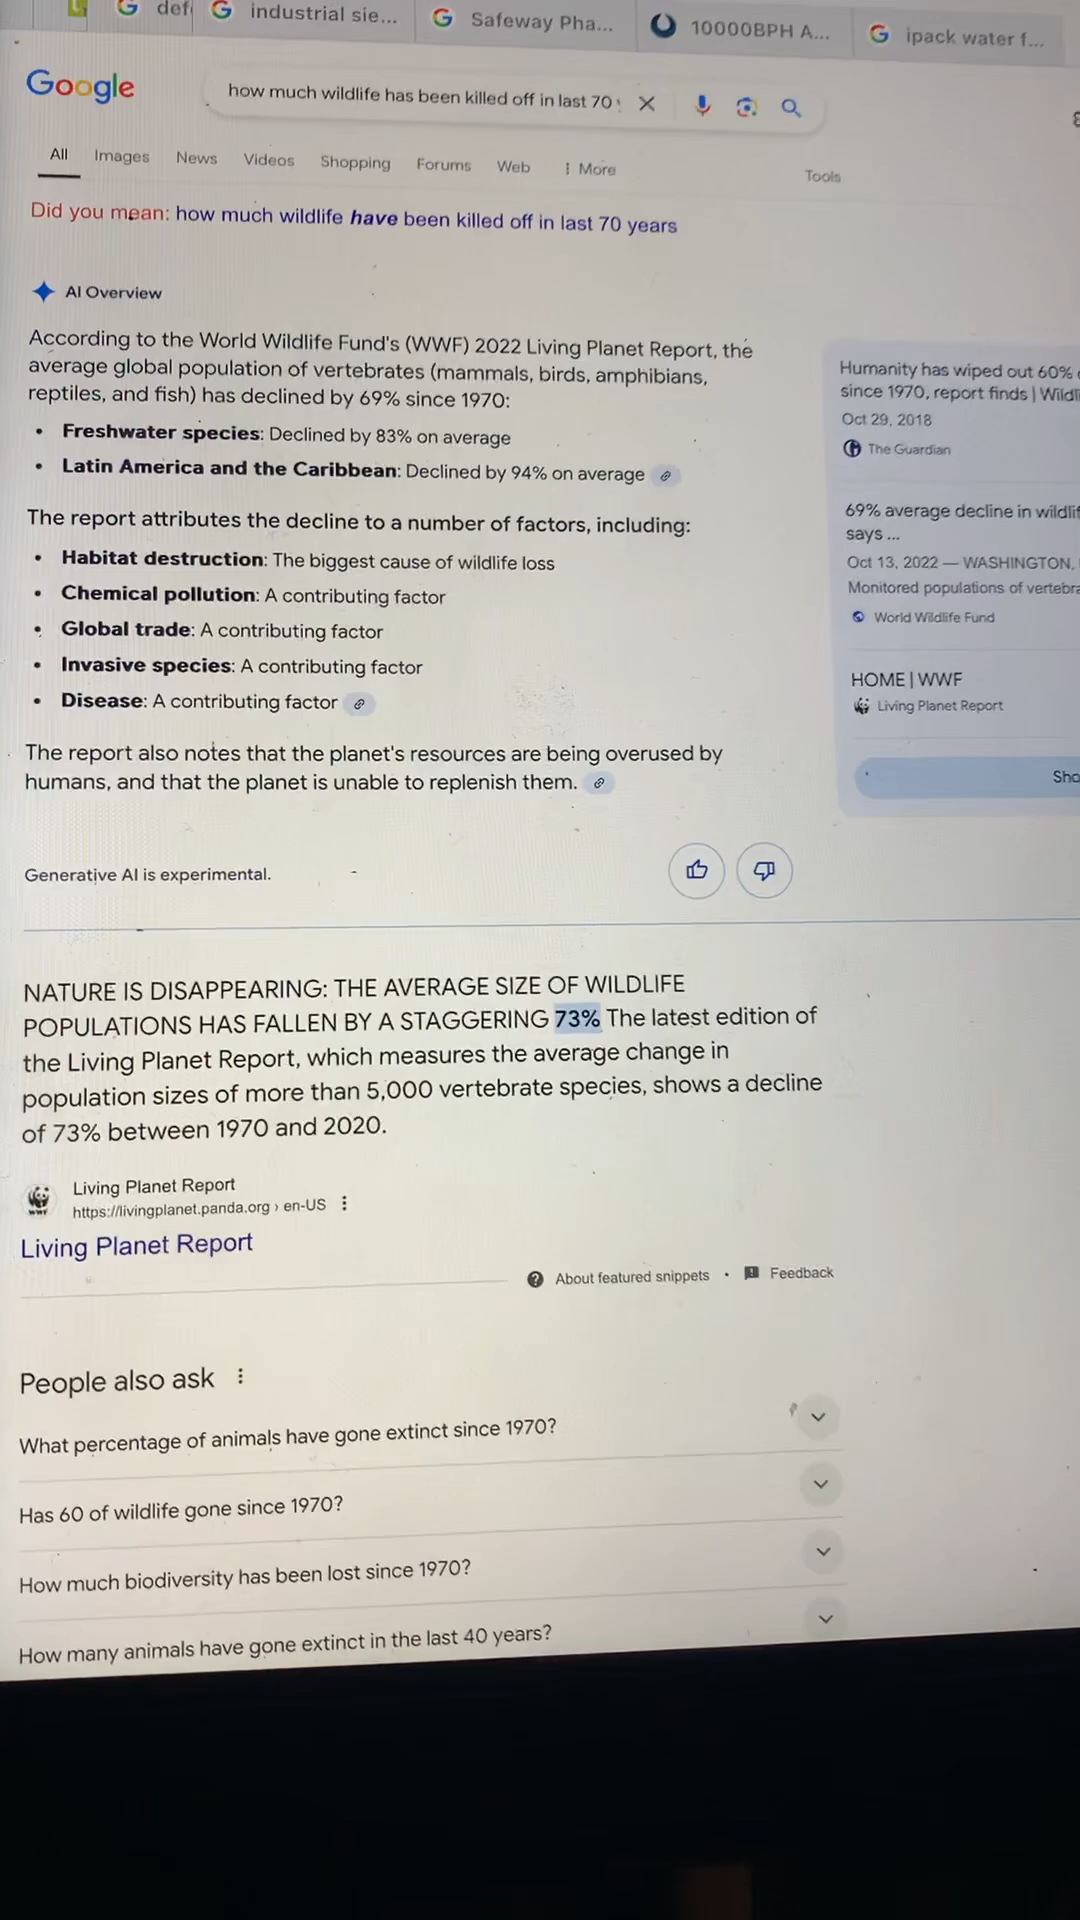 def
industrial sie...
Safeway Pha...
10000BPH A...
ipack water f...
Google
how much wildlife has been killed off in last 70
All
Images
News
Videos
Shopping
Forums
Web
More
Tools
Did you mean: how much wildlife have been killed off in last 70 years
AI Overview
According to the World Wildlife Fund's (WWF) 2022 Living Planet Report, the
average global population of vertebrates (mammals, birds, amphibians,
reptiles, and fish) has declined by 69% since 1970:
• Freshwater species: Declined by 83% on average
• Latin America and the Caribbean: Declined by 94% on average
The report attributes the decline to a number of factors, including:
• Habitat destruction: The biggest cause of wildlife loss
• Chemical pollution: A contributing factor
• Global trade: A contributing factor
• Invasive species: A contributing factor
• Disease: A contributing factor
The report also notes that the planet's resources are being overused by
humans, and that the planet is unable to replenish them.
Generative AI is experimental.
Humanity has wiped out 60%
since 1970, report finds | Wildl
Oct 29, 2018
The Guardian
69% average decline in wildlif
says ...
Oct 13, 2022 — WASHINGTON,
Monitored populations of vertebra
World Wildlife Fund
HOME | WWF
Living Planet Report
Sho
NATURE IS DISAPPEARING: THE AVERAGE SIZE OF WILDLIFE
POPULATIONS HAS FALLEN BY A STAGGERING 73% The latest edition of
the Living Planet Report, which measures the average change in
population sizes of more than 5,000 vertebrate species, shows a decline
of 73% between 1970 and 2020.
WWF
Living Planet Report
https://livingplanet.panda.org › en-US
Living Planet Report
About featured snippets
•
Feedback
People also ask
What percentage of animals have gone extinct since 1970?
Has 60 of wildlife gone since 1970?
How much biodiversity has been lost since 1970?
How many animals have gone extinct in the last 40 years?